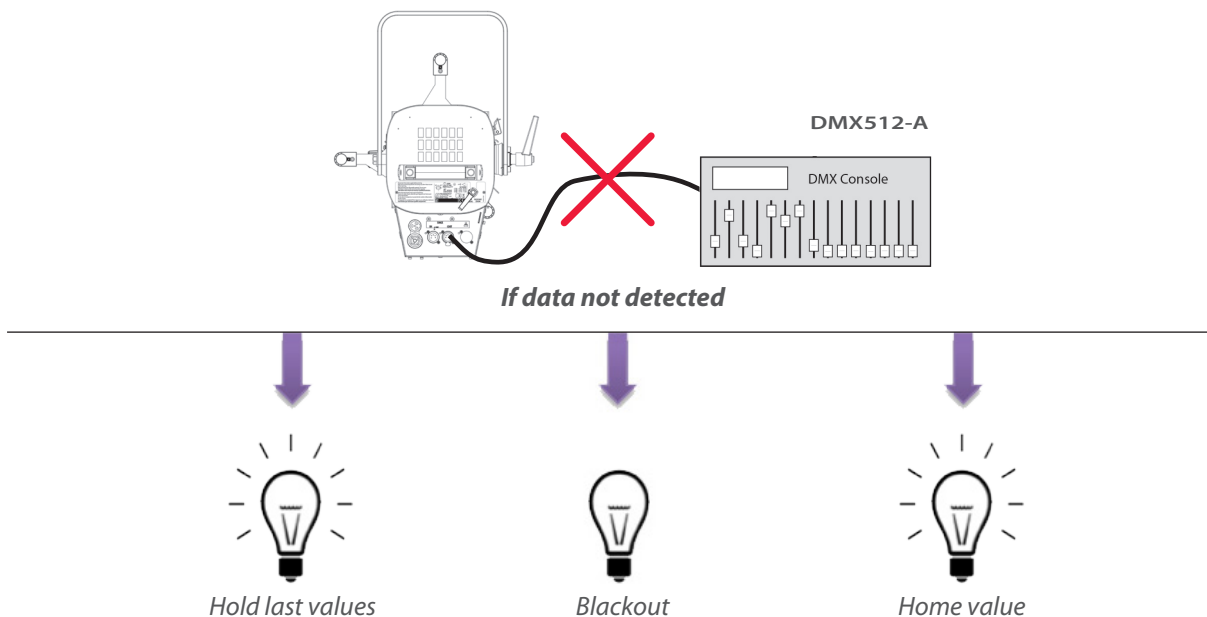 DMX512-A
DMX Console
If data not detected
Hold last values
Blackout
Home value